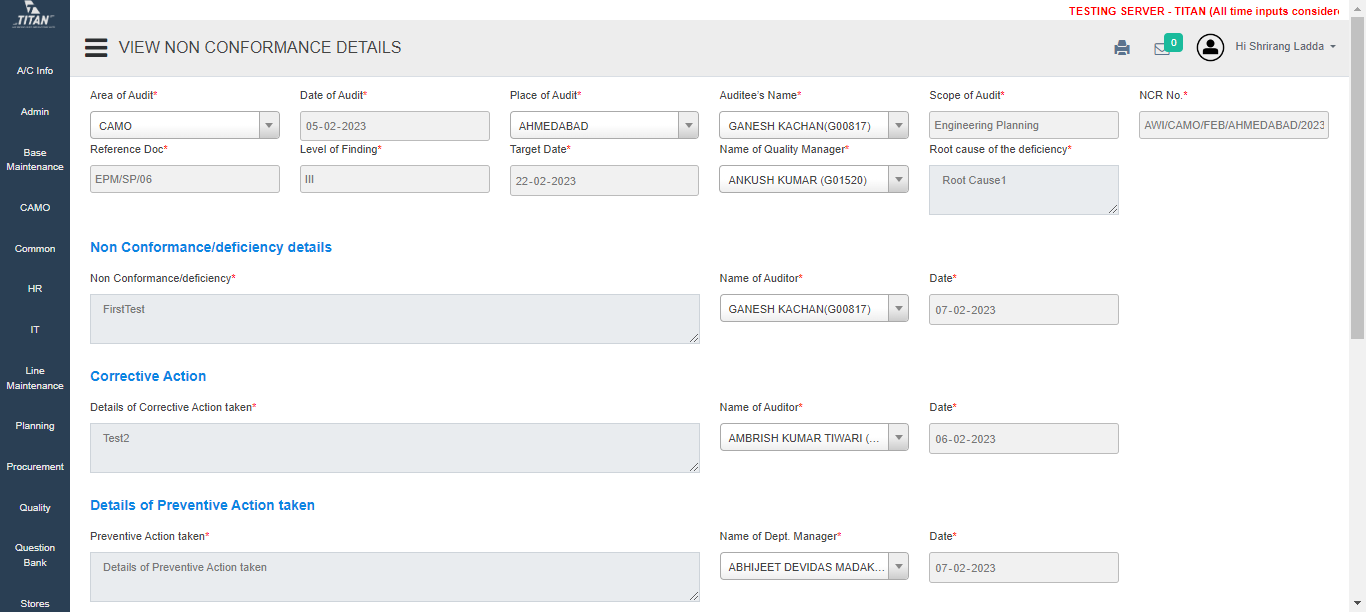 TITAN
TESTING SERVER - TITAN (All time inputs consider
VIEW NON CONFORMANCE DETAILS
0
Hi Shrirang Ladda
A/C Info
Admin
Base
Maintenance
CAMO
Common
HR
IT
Line
Maintenance
Planning
Procurement
Quality
Question
Bank
Stores
Area of Audit* Date of Audit* Place of Audit* Auditee's Name* Scope of Audit* NCR No.*
CAMO 05-02-2023 AHMEDABAD GANESH KACHAN(G00817) Engineering Planning AWI/CAMO/FEB/AHMEDABAD/2023
Reference Doc* Level of Finding* Target Date* Name of Quality Manager* Root cause of the deficiency*
EPM/SP/06 III 22-02-2023 ANKUSH KUMAR (G01520) Root Cause1
Non Conformance/deficiency details
Non Conformance/deficiency* Name of Auditor* Date*
FirstTest GANESH KACHAN(G00817) 07-02-2023
Corrective Action
Details of Corrective Action taken* Name of Auditor* Date*
Test2 AMBRISH KUMAR TIWARI (... 06-02-2023
Details of Preventive Action taken
Preventive Action taken* Name of Dept. Manager* Date*
Details of Preventive Action taken ABHIJEET DEVIDAS MADAK... 07-02-2023